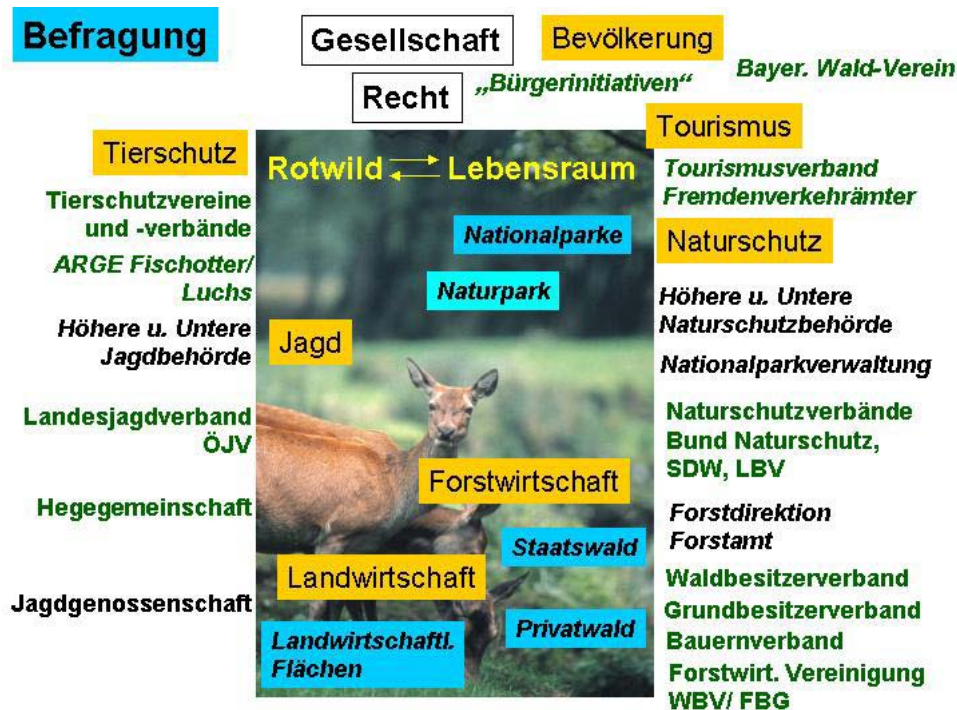 Befragung
Gesellschaft
Bevölkerung
Bayer. Wald-Verein
Recht
„Bürgerinitiativen“
Tourismus
Tierschutz
Rotwild Lebensraum
Tourismusverband
Fremdenverkehrämter
Tierschutzvereine
und -verbände
Nationalparke
Naturschutz
ARGE Fischotter/
Luchs
Naturpark
Höhere u. Untere
Naturschutzbehörde
Höhere u. Untere
Jagdbehörde
Jagd
Nationalparkverwaltung
Landesjagdverband
ÖJV
Naturschutzverbände
Bund Naturschutz,
SDW, LBV
Forstwirtschaft
Hegegemeinschaft
Forstdirektion
Forstamt
Staatswald
Landwirtschaft
Waldbesitzerverband
Jagdgenossenschaft
Grundbesitzerverband
Privatwald
Bauernverband
Landwirtschaftl.
Flächen
Forstwirt. Vereinigung
WBV/ FBG